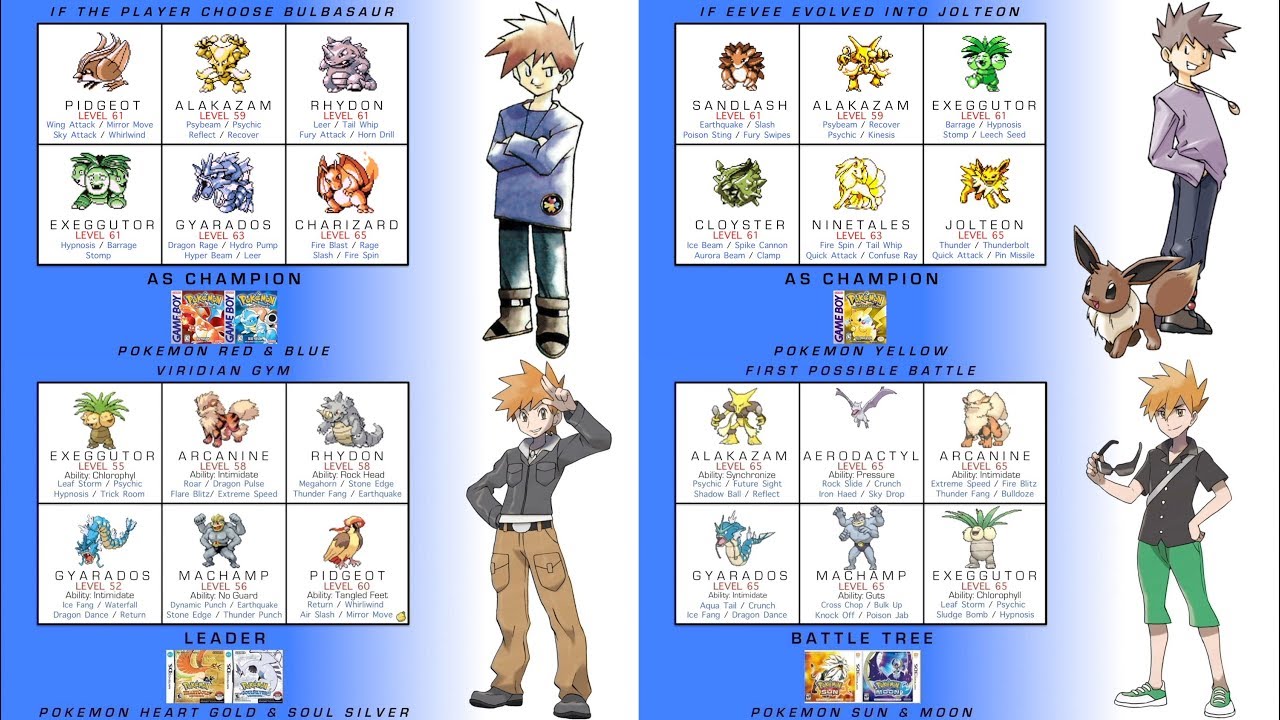 IF THE PLAYER CHOOSE BULBASAUR
PIDGEOT
LEVEL 61
Wing Attack / Mirror Move
Sky Attack / Whirlwind
ALAKAZAM
LEVEL 59
Psybeam / Psychic
Reflect / Recover
RHYDON
LEVEL 61
Leer / Tail Whip
Fury Attack / Horn Drill
EXEGGUTOR
LEVEL 61
Hypnosis / Barrage
Stomp
GYARADOS
LEVEL 63
Dragon Rage / Hydro Pump
Hyper Beam / Leer
CHARIZARD
LEVEL 65
Fire Blast / Rage
Slash / Fire Spin
AS CHAMPION
GAME BOY
POKéMON
GAME BOY
POKéMON
POKEMON RED & BLUE
IF EEVEE EVOLVED INTO JOLTEON
SANDLASH
LEVEL 61
Earthquake / Slash
Poison Sting / Fury Swipes
ALAKAZAM
LEVEL 59
Psybeam / Recover
Psychic / Kinesis
EXEGGUTOR
LEVEL 61
Barrage / Hypnosis
Stomp / Leech Seed
CLOYSTER
LEVEL 61
Ice Beam / Spike Cannon
Aurora Beam / Clamp
NINETALES
LEVEL 63
Fire Spin / Tail Whip
Quick Attack / Confuse Ray
JOLTEON
LEVEL 65
Thunder / Thunderbolt
Quick Attack / Pin Missile
AS CHAMPION
GAME BOY
POKéMON
POKEMON YELLOW
VIRIDIAN GYM
EXEGGUTOR
LEVEL 55
Ability: Chlorophyl
Leaf Storm / Psychic
Hypnosis / Trick Room
ARCANINE
LEVEL 58
Ability: Intimidate
Roar / Dragon Pulse
Flare Blitz/ Extreme Speed
RHYDON
LEVEL 58
Ability: Rock Head
Megahorn / Stone Edge
Thunder Fang / Earthquake
GYARADOS
LEVEL 52
Ability: Intimidate
Ice Fang / Waterfall
Dragon Dance / Return
MACHAMP
LEVEL 56
Ability: No Guard
Dynamic Punch / Earthquake
Stone Edge / Thunder Punch
PIDGEOT
LEVEL 60
Ability: Tangled Feet
Return / Whirlwind
Air Slash / Mirror Move
LEADER
POKEMON HEART GOLD & SOUL SILVER
FIRST POSSIBLE BATTLE
ALAKAZAM
LEVEL 65
Ability: Synchronize
Psychic / Future Sight
Shadow Ball / Reflect
AERODACTYL
LEVEL 65
Ability: Pressure
Rock Slide / Crunch
Iron Haed / Sky Drop
ARCANINE
LEVEL 65
Ability: Intimidate
Extreme Speed / Fire Blitz
Thunder Fang / Bulldoze
GYARADOS
LEVEL 65
Ability: Intimidate
Aqua Tail / Crunch
Ice Fang / Dragon Dance
MACHAMP
LEVEL 65
Ability: Guts
Cross Chop / Bulk Up
Knock Off / Poison Jab
EXEGGUTOR
LEVEL 65
Ability: Chlorophyll
Leaf Storm / Psychic
Sludge Bomb / Hypnosis
BATTLE TREE
POKEMON SUN & MOON